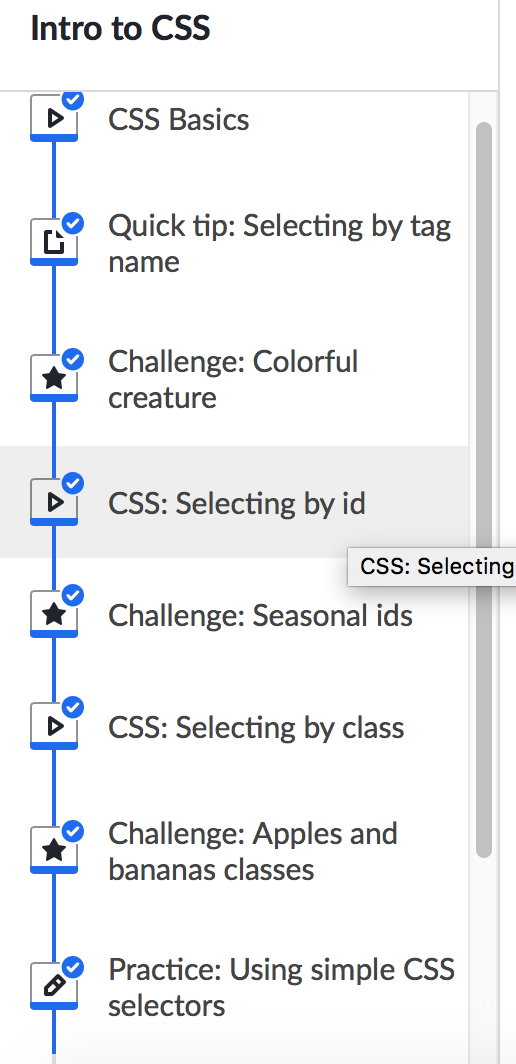 Intro to CSS
CSS Basics
Quick tip: Selecting by tag
name
Challenge: Colorful
creature
CSS: Selecting by id
CSS: Selecting
Challenge: Seasonal ids
CSS: Selecting by class
Challenge: Apples and
bananas classes
Practice: Using simple CSS
selectors